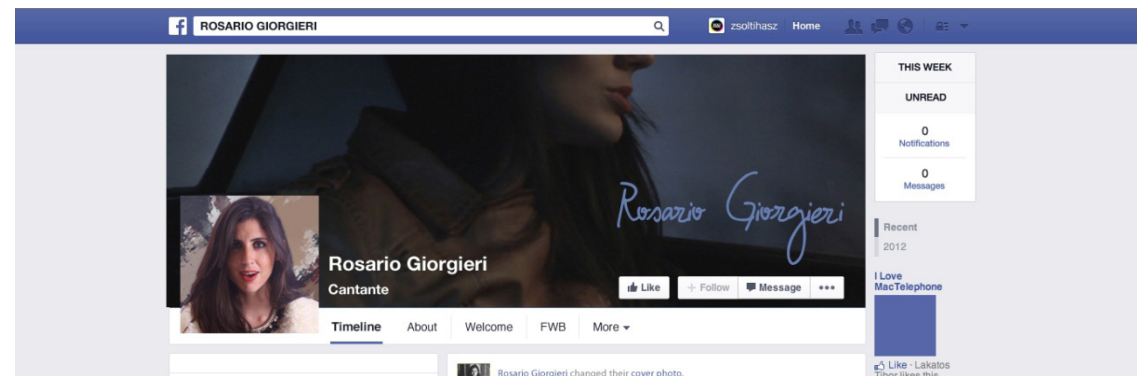 f ROSARIO GIORGIERI
zsoltihasz Home
THIS WEEK
UNREAD
0
Notifications
0
Messages
Recent
2012
I Love
MacTelephone
Like · Lakatos
Tibor likes this.
Rosario Giorgieri
Rosario Giorgieri
Cantante
Like + Follow Message
Timeline About Welcome FWB More
Rosario Giorgieri changed their cover photo.